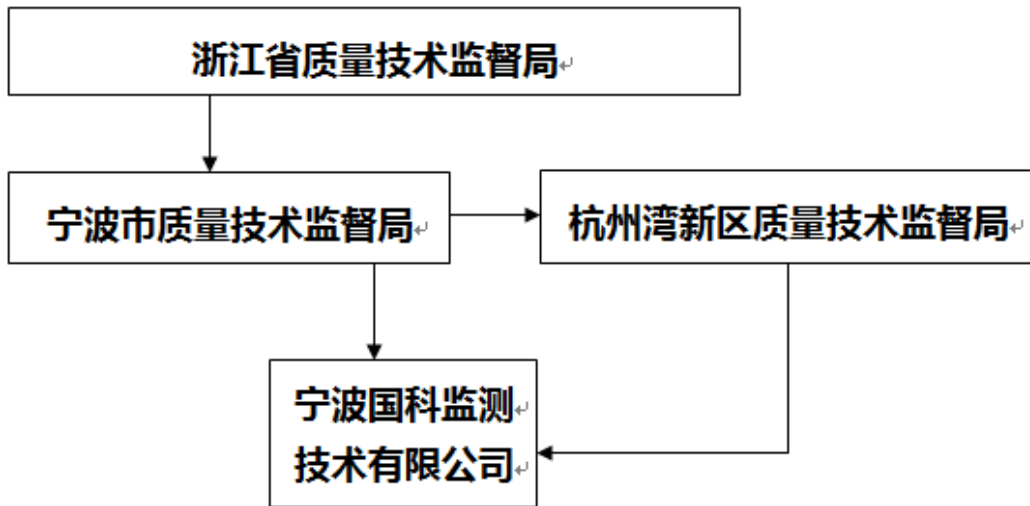 浙江省质量技术监督局
宁波市质量技术监督局
杭州湾新区质量技术监督局
宁波国科监测
技术有限公司